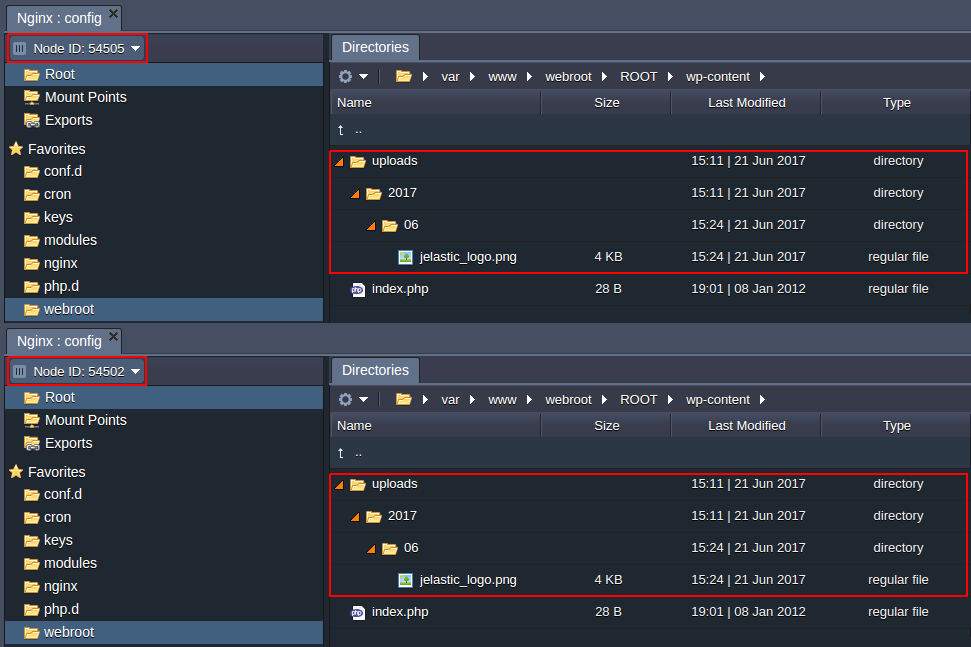 Nginx : config
Node ID: 54505
Root
Mount Points
Exports
Favorites
conf.d
cron
keys
modules
nginx
php.d
webroot
Directories
var www webroot ROOT wp-content
Name Size Last Modified Type
..
uploads 15:11 | 21 Jun 2017 directory
2017 15:11 | 21 Jun 2017 directory
06 15:24 | 21 Jun 2017 directory
jelastic_logo.png 4 KB 15:24 | 21 Jun 2017 regular file
index.php 28 B 19:01 | 08 Jan 2012 regular file
Nginx : config
Node ID: 54502
Root
Mount Points
Exports
Favorites
conf.d
cron
keys
modules
nginx
php.d
webroot
Directories
var www webroot ROOT wp-content
Name Size Last Modified Type
..
uploads 15:11 | 21 Jun 2017 directory
2017 15:11 | 21 Jun 2017 directory
06 15:24 | 21 Jun 2017 directory
jelastic_logo.png 4 KB 15:24 | 21 Jun 2017 regular file
index.php 28 B 19:01 | 08 Jan 2012 regular file